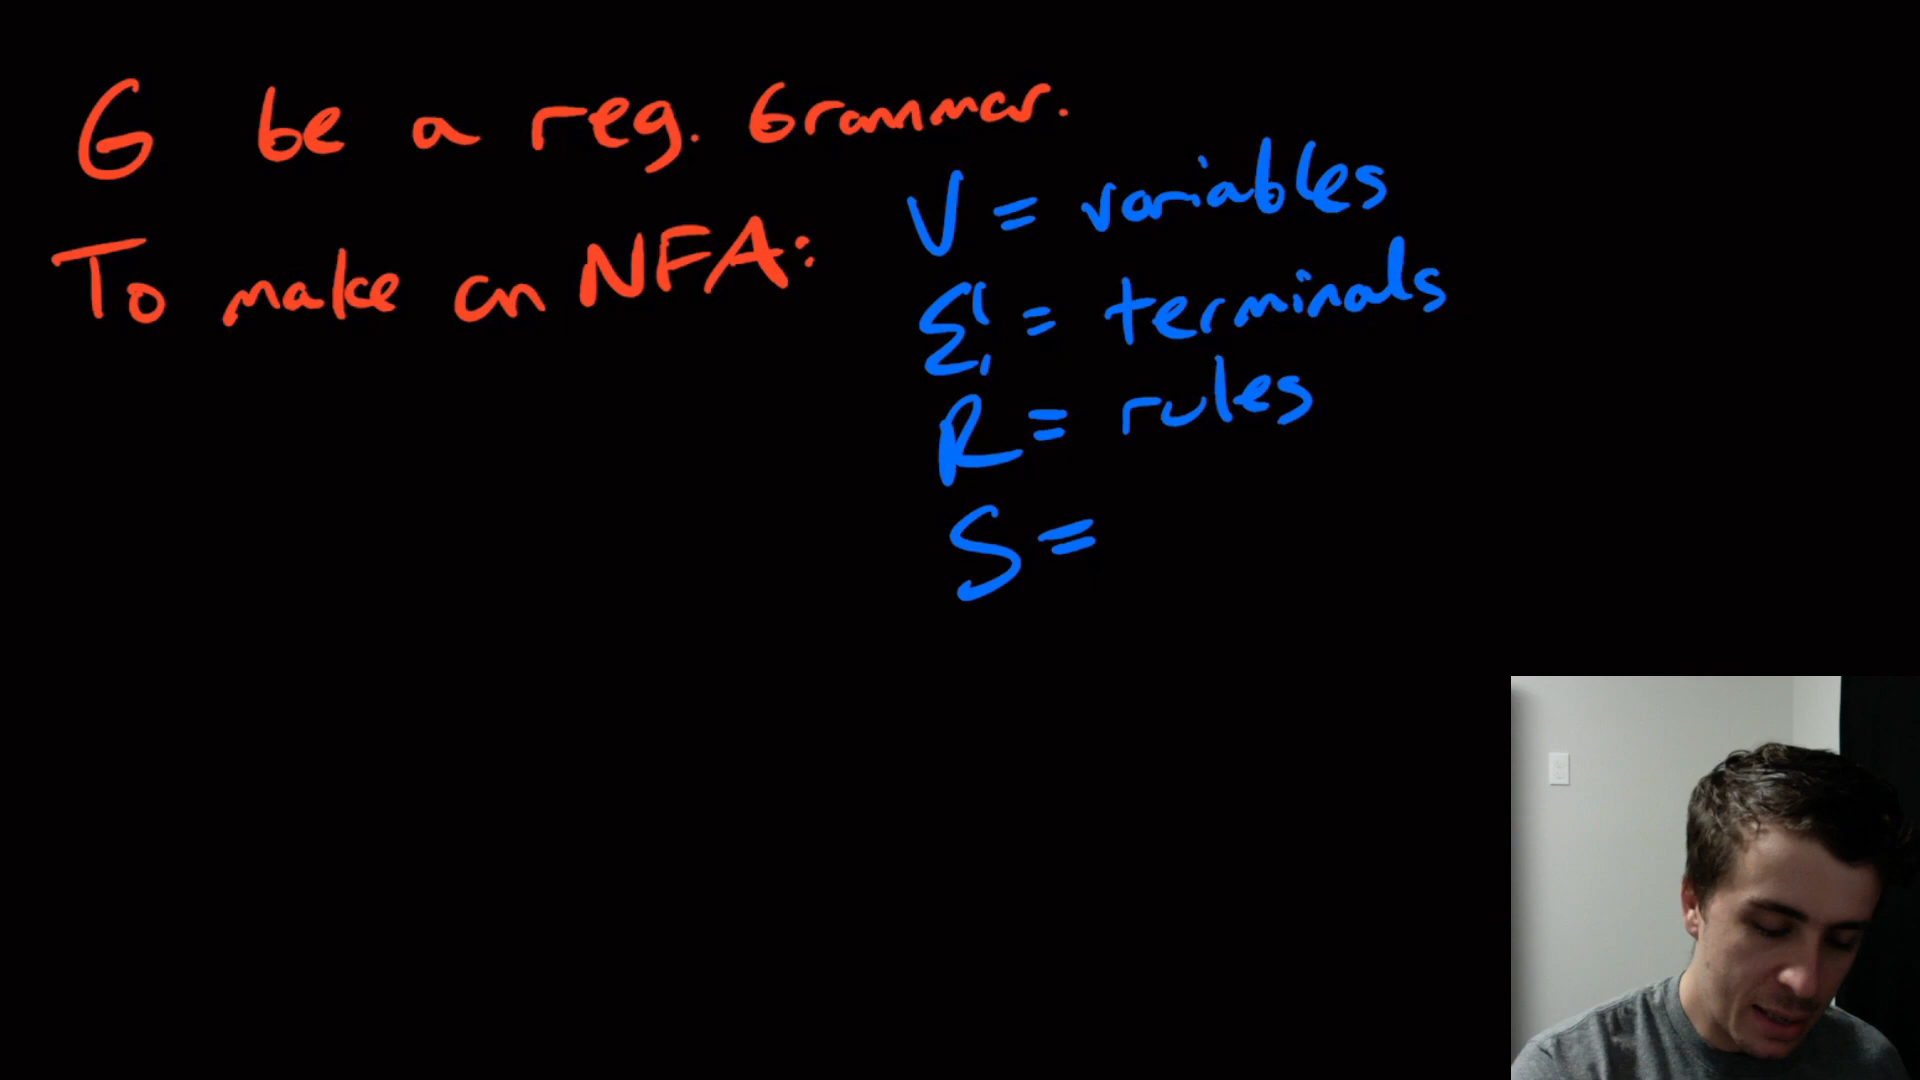 G be a reg. Grammar.
To make an NFA:
V = variables
Σ = terminals
R = rules
S =